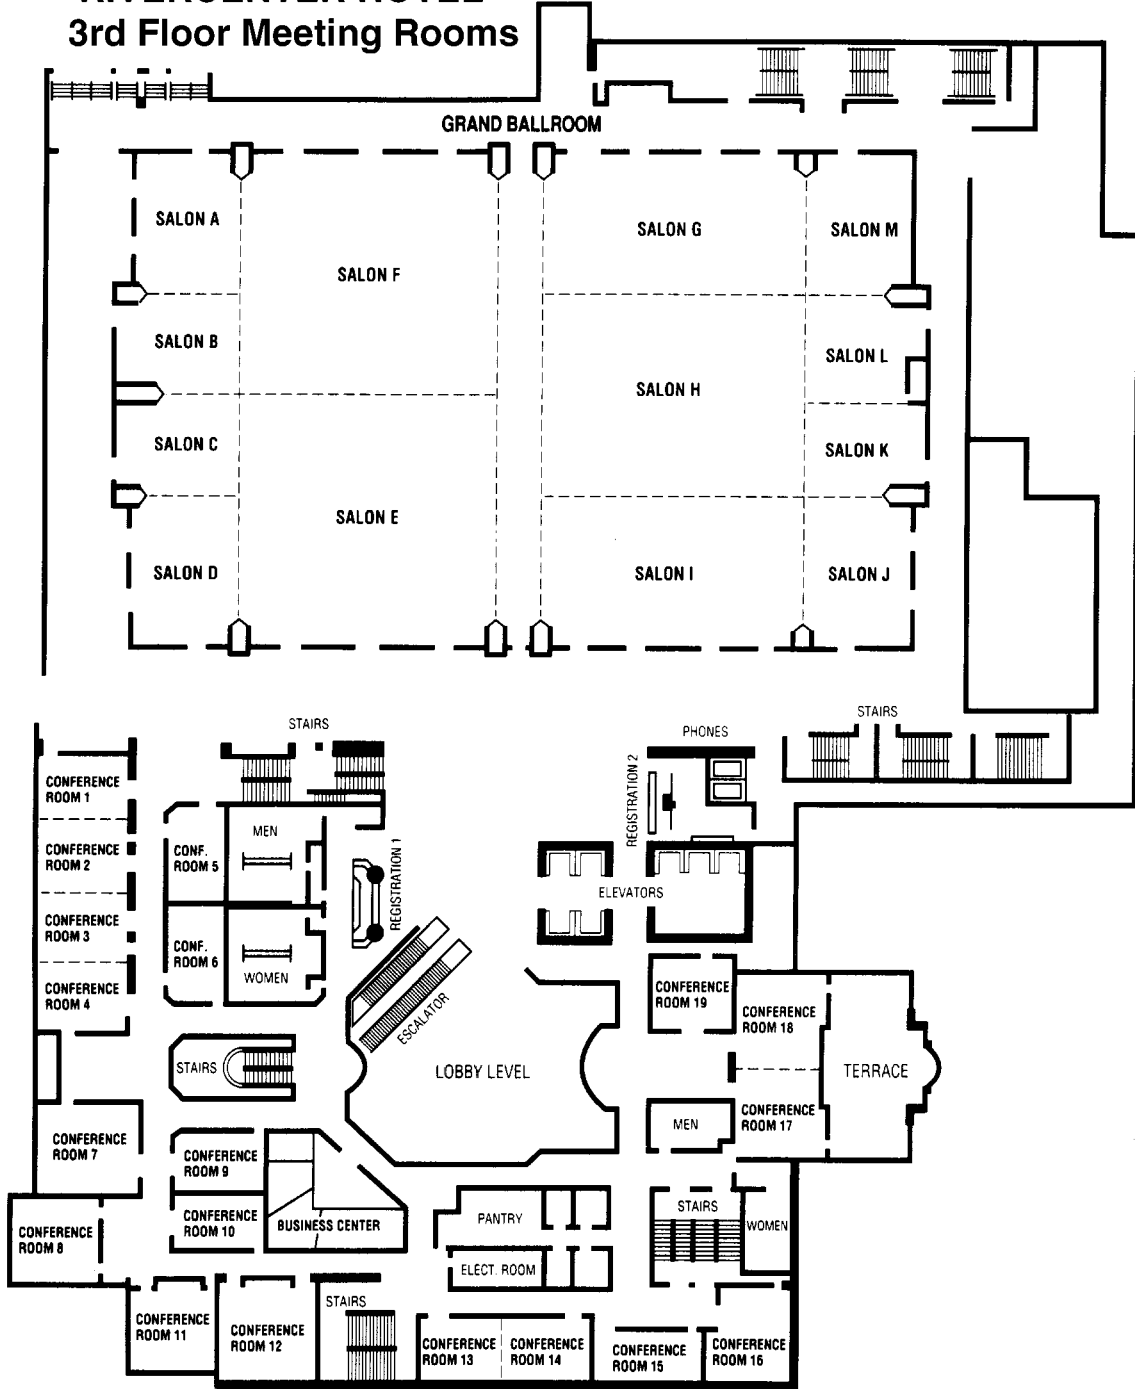 RIVERCENTER HOTEL
3rd Floor Meeting Rooms
GRAND BALLROOM
SALON A
SALON G
SALON M
SALON F
SALON B
SALON L
SALON H
SALON C
SALON K
SALON E
SALON D
SALON I
SALON J
STAIRS
STAIRS
PHONES
REGISTRATION 2
CONFERENCE
ROOM 1
MEN
CONFERENCE
ROOM 2
CONF.
ROOM 5
REGISTRATION 1
ELEVATORS
CONFERENCE
ROOM 3
CONF.
ROOM 6
WOMEN
CONFERENCE
ROOM 4
ESCALATOR
CONFERENCE
ROOM 19
CONFERENCE
ROOM 18
STAIRS
LOBBY LEVEL
TERRACE
CONFERENCE
ROOM 17
MEN
CONFERENCE
ROOM 7
CONFERENCE
ROOM 9
CONFERENCE
ROOM 10
BUSINESS CENTER
PANTRY
STAIRS
WOMEN
CONFERENCE
ROOM 8
ELECT. ROOM
STAIRS
CONFERENCE
ROOM 11
CONFERENCE
ROOM 12
CONFERENCE
ROOM 13
CONFERENCE
ROOM 14
CONFERENCE
ROOM 15
CONFERENCE
ROOM 16